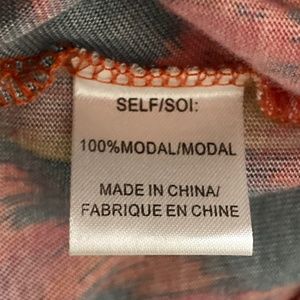 SELF/SOI:
100%MODAL/MODAL
MADE IN CHINA/
FABRIQUE EN CHINE